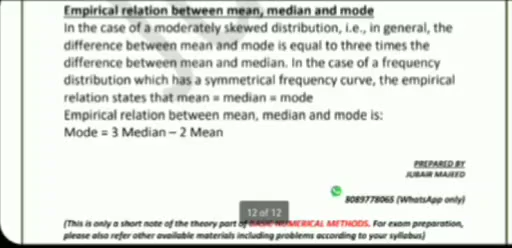 Empirical relation between mean, median and mode
In the case of a moderately skewed distribution, i.e., in general, the
difference between mean and mode is equal to three times the
difference between mean and median. In the case of a frequency
distribution which has a symmetrical frequency curve, the empirical
relation states that mean = median = mode
Empirical relation between mean, median and mode is:
Mode = 3 Median – 2 Mean
PREPARED BY
JUBAIR MAJEED
8089778065 (WhatsApp only)
12 of 12
(This is only a short note of the theory part of BASIC NUMERICAL METHODS. For exam preparation,
please also refer other available materials including problems according to your syllabus)